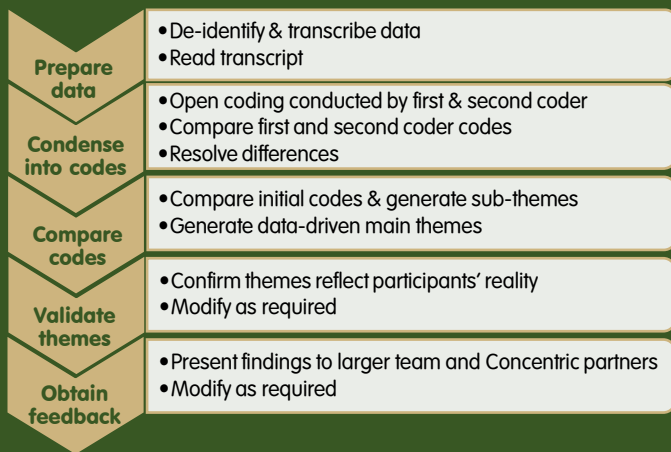 Prepare
data
•De-identify & transcribe data
•Read transcript
Condense
into codes
•Open coding conducted by first & second coder
•Compare first and second coder codes
•Resolve differences
Compare
codes
•Compare initial codes & generate sub-themes
•Generate data-driven main themes
Validate
themes
•Confirm themes reflect participants’ reality
•Modify as required
Obtain
feedback
•Present findings to larger team and Concentric partners
•Modify as required